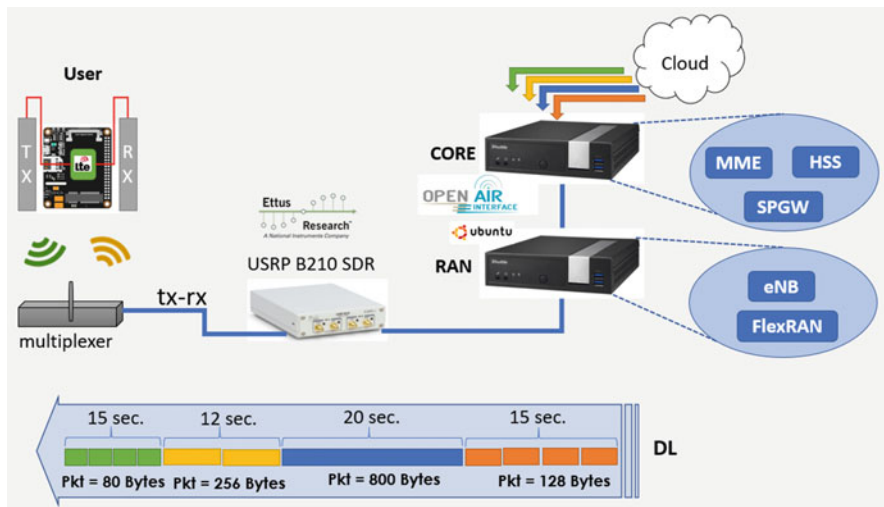 User
TX
RX
lte
multiplexer
tx-rx
Ettus
Research
A National Instruments Company
USRP B210 SDR
Cloud
CORE
OPEN AIR
INTERFACE
ubuntu
RAN
MME
HSS
SPGW
eNB
FlexRAN
15 sec.
12 sec.
20 sec.
15 sec.
DL
Pkt = 80 Bytes
Pkt = 256 Bytes
Pkt = 800 Bytes
Pkt = 128 Bytes